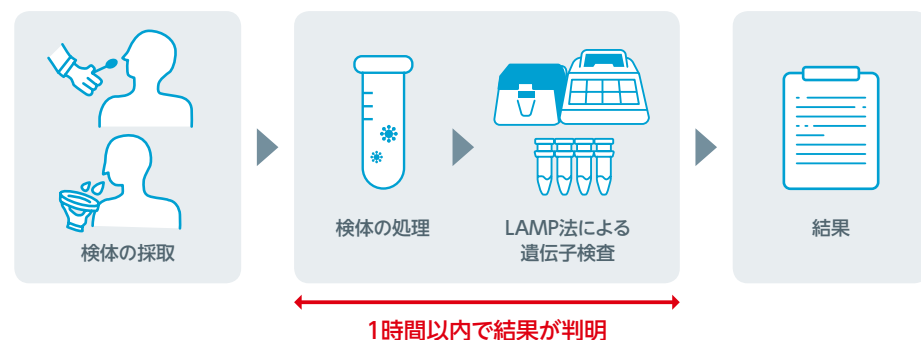 検体の採取
検体の処理
LAMP法による
遺伝子検査
結果
1時間以内で結果が判明